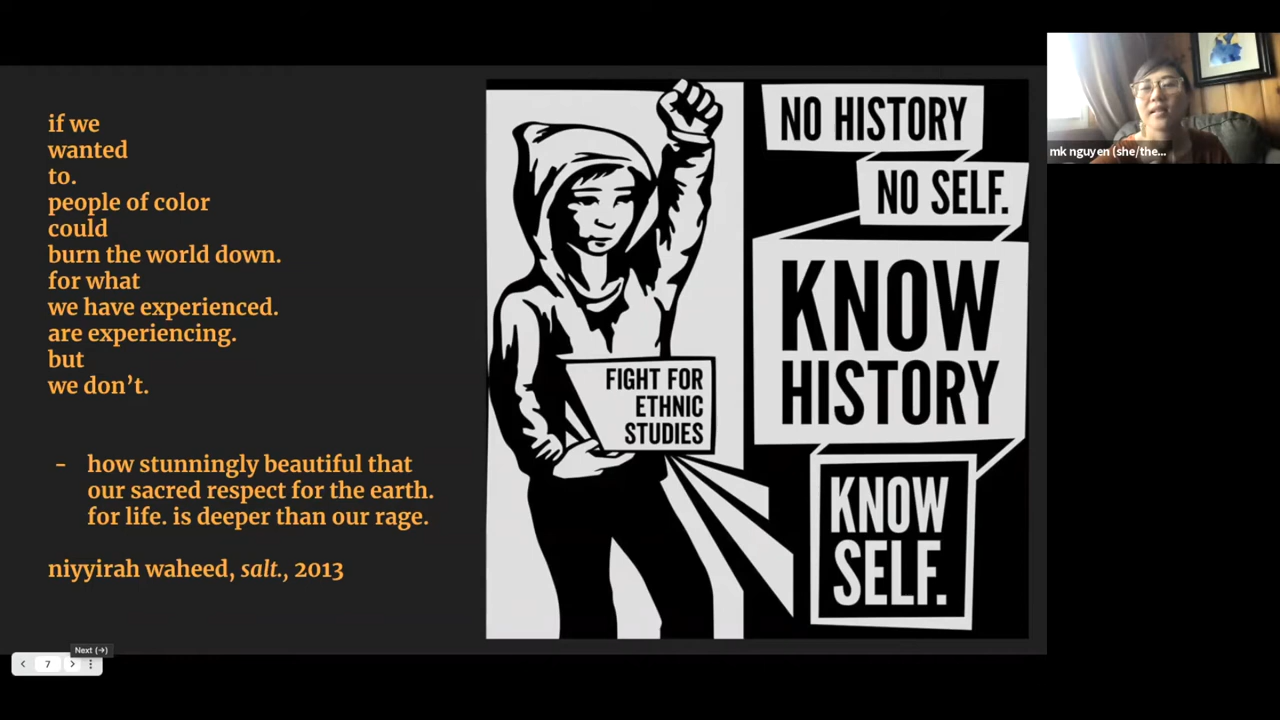 if we
wanted
to.
people of color
could
burn the world down.
for what
we have experienced.
are experiencing.
but
we don’t.
- how stunningly beautiful that
our sacred respect for the earth.
for life. is deeper than our rage.
niyyirah waheed, salt., 2013
FIGHT FOR
ETHNIC
STUDIES
NO HISTORY
NO SELF.
KNOW
HISTORY
KNOW
SELF.
mk nguyen (she/the...
Next (→)
7